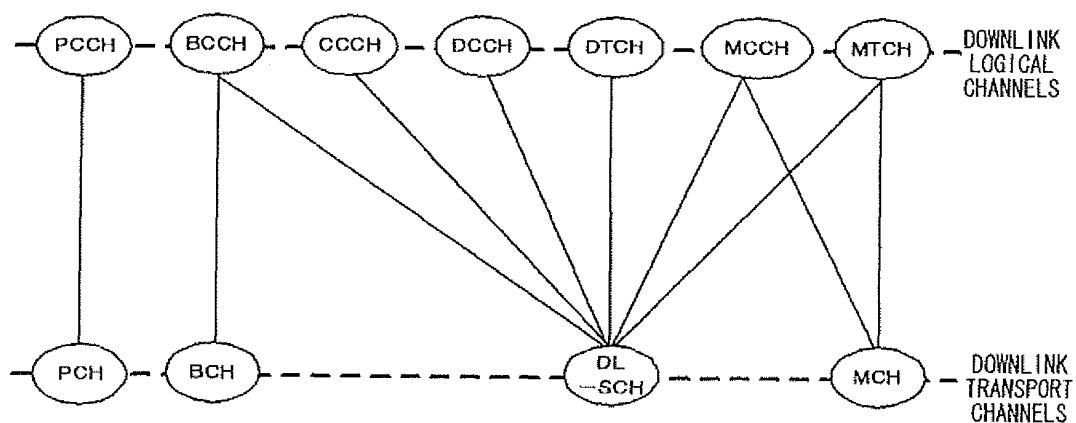 PCCH
BCCH
CCCH
DCCH
DTCH
MCCH
MTCH
DOWNLINK
LOGICAL
CHANNELS
PCH
BCH
DL
-SCH
MCH
DOWNLINK
TRANSPORT
CHANNELS